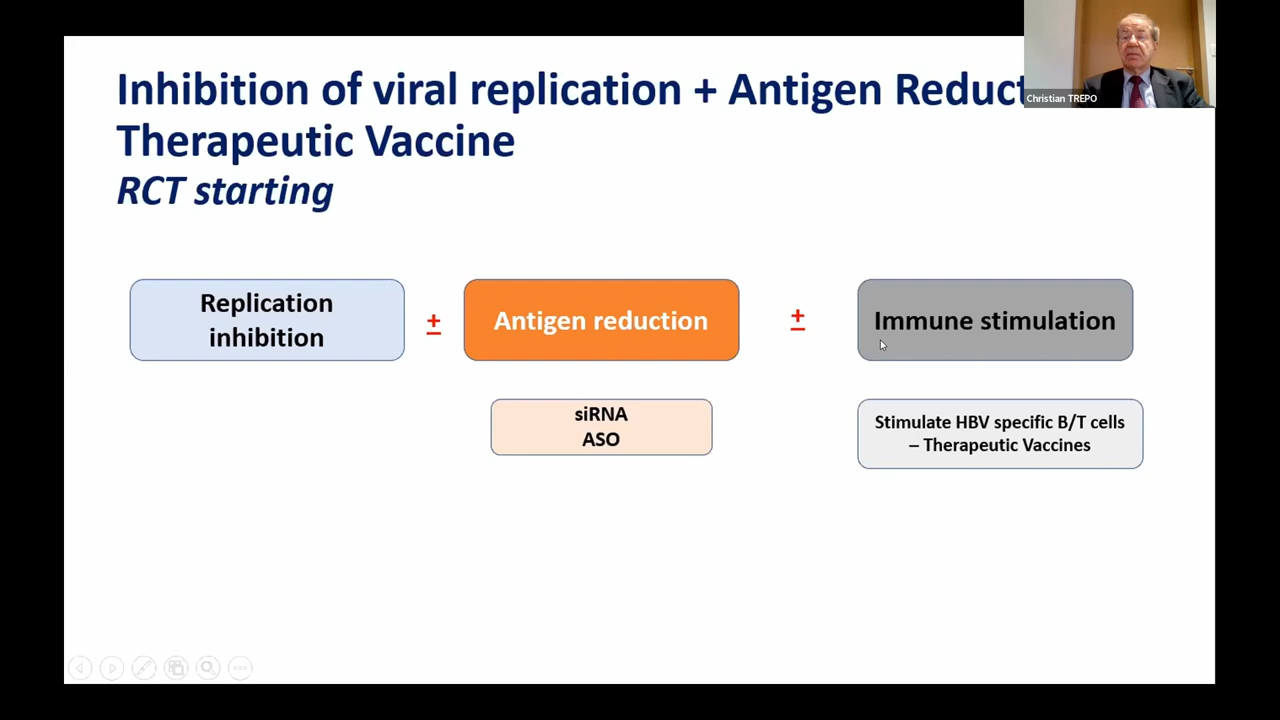 Inhibition of viral replication + Antigen Reduct
Therapeutic Vaccine
RCT starting
Christian TREPO
Replication
inhibition
+
Antigen reduction
+
Immune stimulation
siRNA
ASO
Stimulate HBV specific B/T cells
– Therapeutic Vaccines